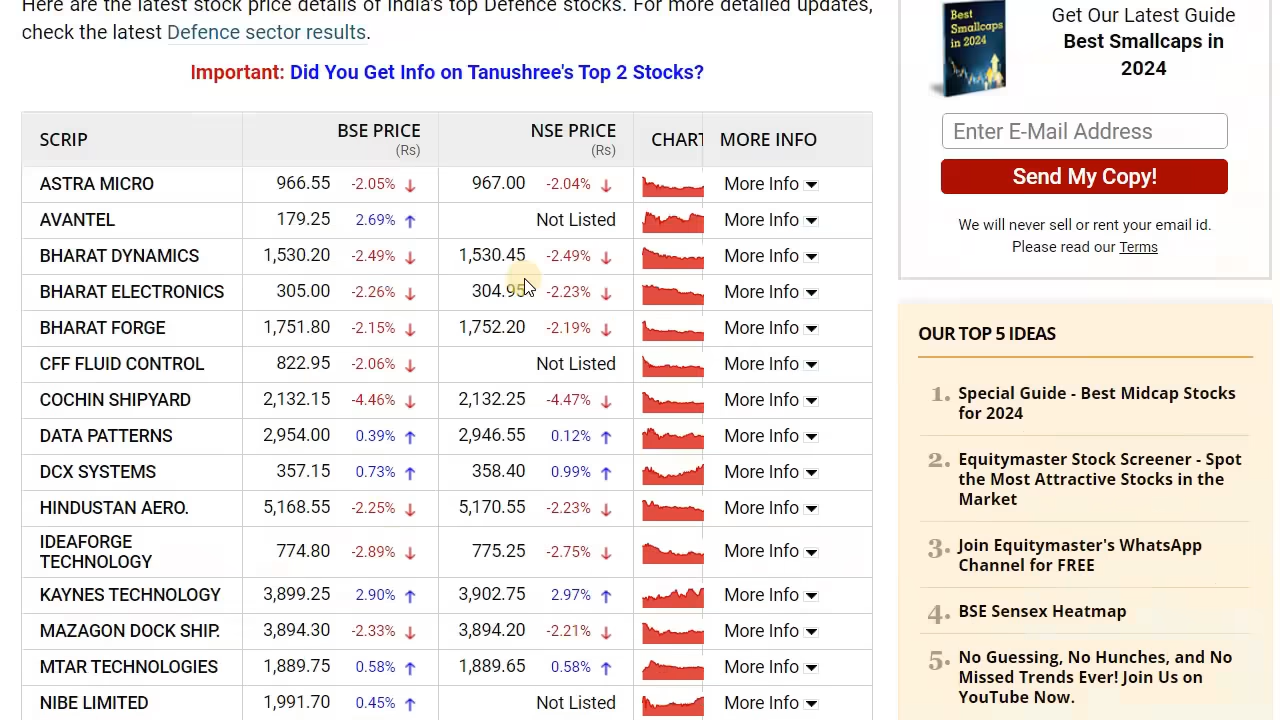 Here are the latest stock price details of India's top Defence stocks. For more detailed updates,
check the latest Defence sector results.
Important: Did You Get Info on Tanushree's Top 2 Stocks?
SCRIP BSE PRICE (Rs) NSE PRICE (Rs) CHART MORE INFO
ASTRA MICRO 966.55 -2.05% ↓ 967.00 -2.04% ↓ More Info
AVANTEL 179.25 2.69% ↑ Not Listed More Info
BHARAT DYNAMICS 1,530.20 -2.49% ↓ 1,530.45 -2.49% ↓ More Info
BHARAT ELECTRONICS 305.00 -2.26% ↓ 304.95 -2.23% ↓ More Info
BHARAT FORGE 1,751.80 -2.15% ↓ 1,752.20 -2.19% ↓ More Info
CFF FLUID CONTROL 822.95 -2.06% ↓ Not Listed More Info
COCHIN SHIPYARD 2,132.15 -4.46% ↓ 2,132.25 -4.47% ↓ More Info
DATA PATTERNS 2,954.00 0.39% ↑ 2,946.55 0.12% ↑ More Info
DCX SYSTEMS 357.15 0.73% ↑ 358.40 0.99% ↑ More Info
HINDUSTAN AERO. 5,168.55 -2.25% ↓ 5,170.55 -2.23% ↓ More Info
IDEAFORGE
TECHNOLOGY 774.80 -2.89% ↓ 775.25 -2.75% ↓ More Info
KAYNES TECHNOLOGY 3,899.25 2.90% ↑ 3,902.75 2.97% ↑ More Info
MAZAGON DOCK SHIP. 3,894.30 -2.33% ↓ 3,894.20 -2.21% ↓ More Info
MTAR TECHNOLOGIES 1,889.75 0.58% ↑ 1,889.65 0.58% ↑ More Info
NIBE LIMITED 1,991.70 0.45% ↑ Not Listed More Info
Best
Smallcaps
in 2024
Get Our Latest Guide
Best Smallcaps in
2024
Enter E-Mail Address
Send My Copy!
We will never sell or rent your email id.
Please read our Terms
OUR TOP 5 IDEAS
1. Special Guide - Best Midcap Stocks
for 2024
2. Equitymaster Stock Screener - Spot
the Most Attractive Stocks in the
Market
3. Join Equitymaster's WhatsApp
Channel for FREE
4. BSE Sensex Heatmap
5. No Guessing, No Hunches, and No
Missed Trends Ever! Join Us on
YouTube Now.